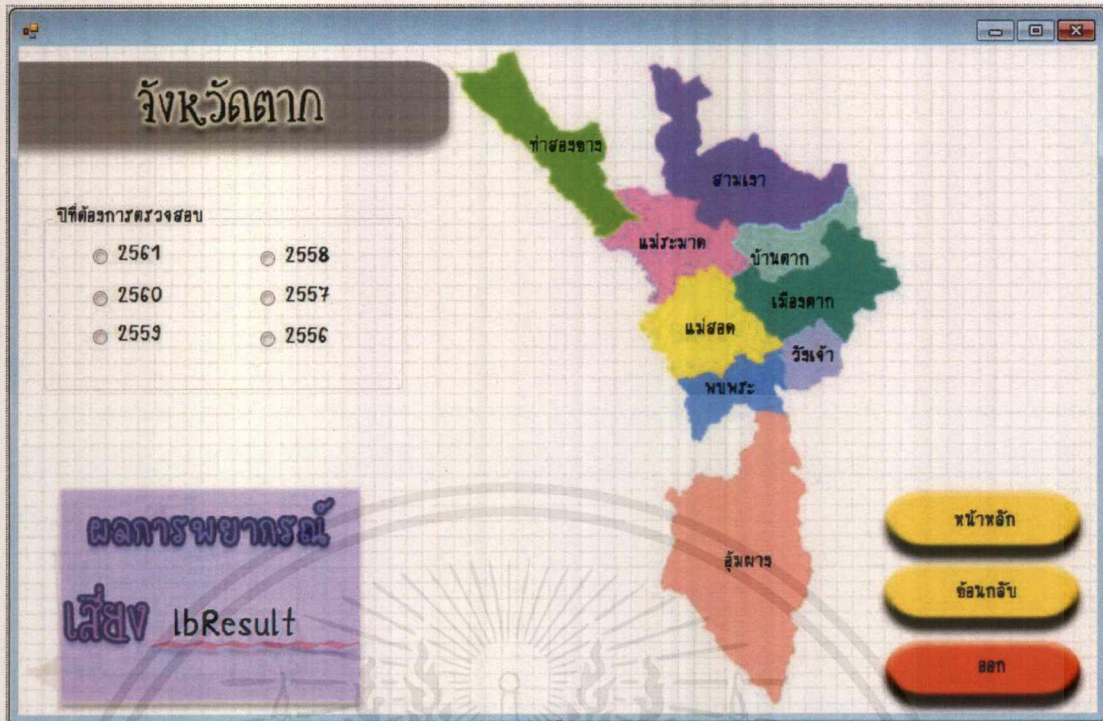 จังหวัดตาก
ปีที่ต้องการตรวจสอบ
2561
2558
2560
2557
2559
2556
ท่าสองยาง
สามเงา
แม่ระมาด
บ้านตาก
เมืองตาก
แม่สอด
วังเจ้า
พบพระ
อุ้มผาง
ผลการพยากรณ์
เสี่ยง lbResult
หน้าหลัก
ย้อนกลับ
ออก